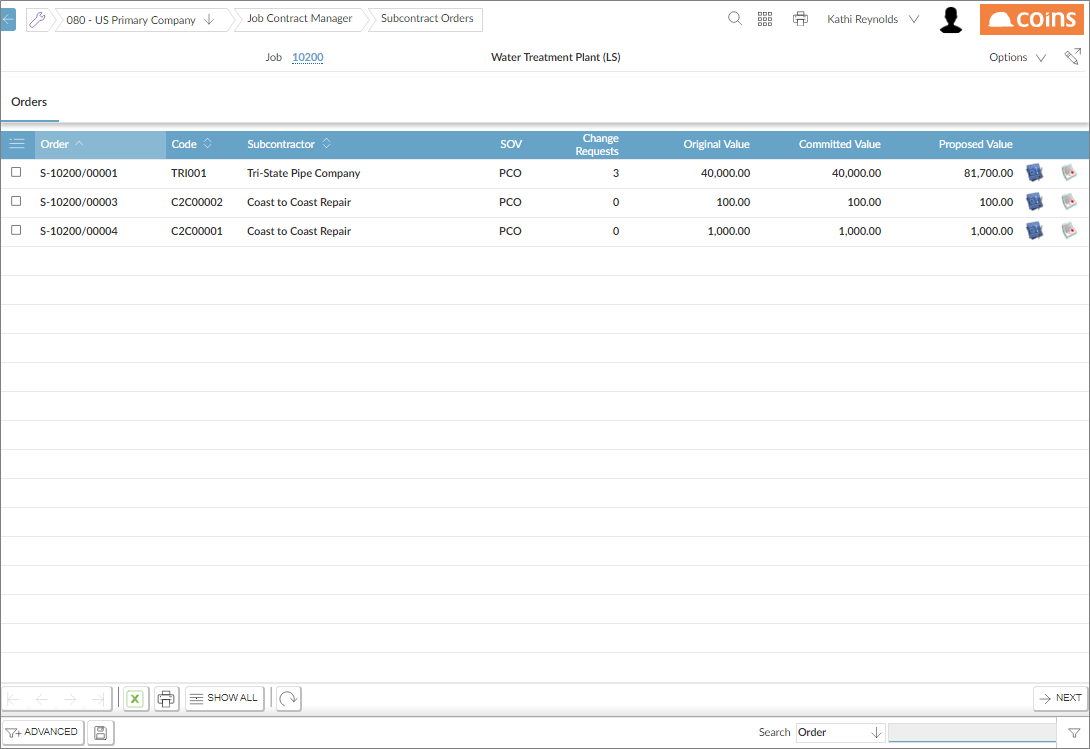 080 - US Primary Company
Job Contract Manager
Subcontract Orders
Kathi Reynolds
coins
Job 10200 Water Treatment Plant (LS) Options
Orders
Order Code Subcontractor SOV Change Requests Original Value Committed Value Proposed Value
S-10200/00001 TRI001 Tri-State Pipe Company PCO 3 40,000.00 40,000.00 81,700.00
S-10200/00003 C2C00002 Coast to Coast Repair PCO 0 100.00 100.00 100.00
S-10200/00004 C2C00001 Coast to Coast Repair PCO 0 1,000.00 1,000.00 1,000.00
X SHOW ALL NEXT
ADVANCED Search Order